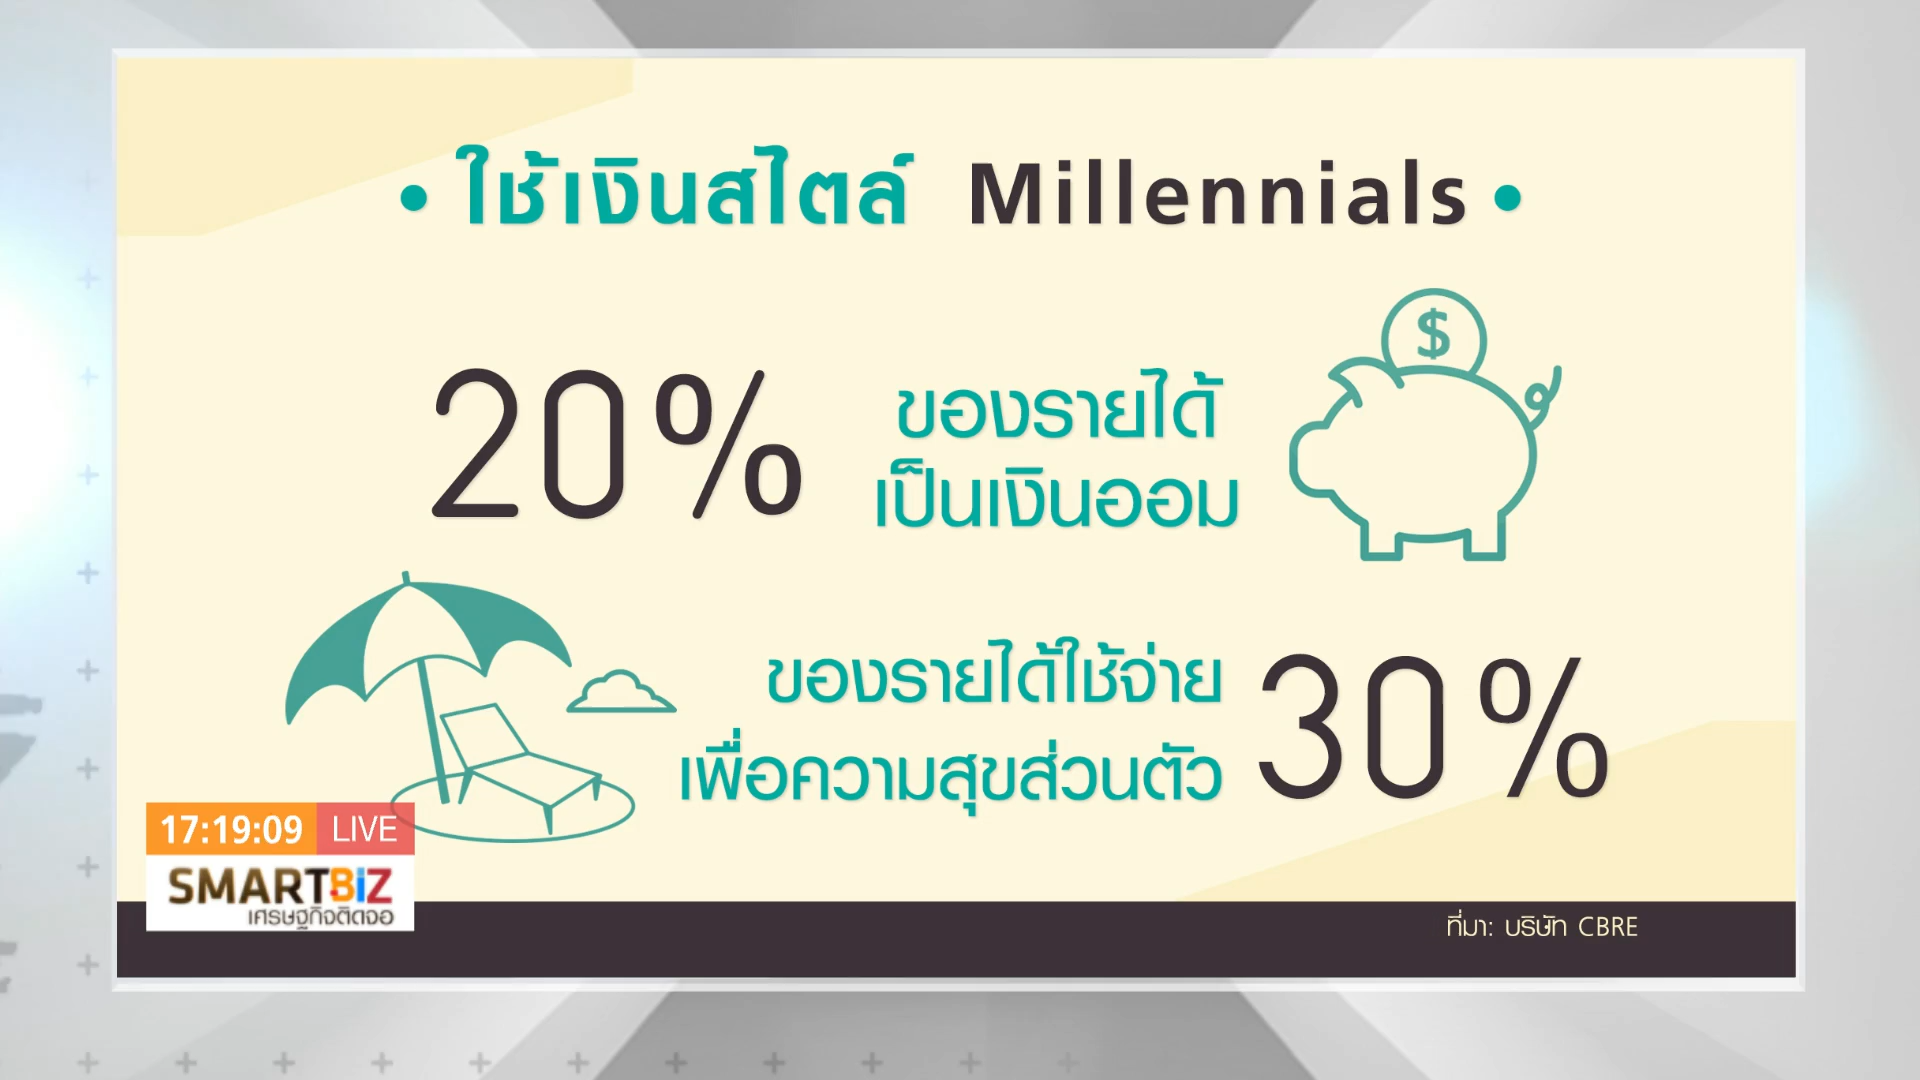 • ใช้เงินสไตล์ Millennials •
$
20%
ของรายได้
เป็นเงินออม
ของรายได้ใช้จ่าย
เพื่อความสุขส่วนตัว
30%
17:19:09 LIVE
SMARTBiZ
เศรษฐกิจติดจอ
ที่มา: บริษัท CBRE